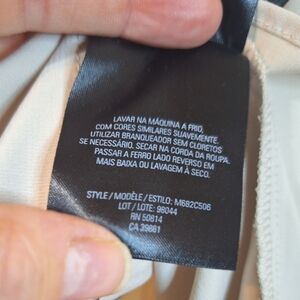 LAVAR NA MÁQUINA A FRIO,
COM CORES SIMILARES SUAVEMENTE.
UTILIZAR BRANQUEADOR SEM CLORETOS
SE NECESSÁRIO, SECAR NA CORDA DA ROUPA.
PASSAR A FERRO LADO REVERSO EM
MAIS BAIXA OU LAVAGEM À SECO.
STYLE / MODÈLE / ESTILO: M682C506
LOT / LOTE: 98044
RN 50814
CA 39861